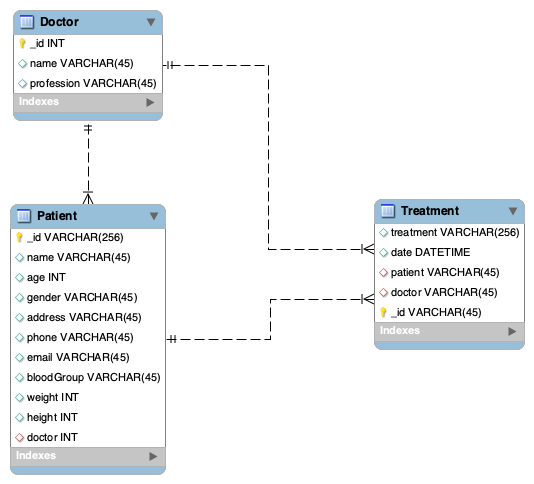 Doctor
_id INT
name VARCHAR(45)
profession VARCHAR(45)
Indexes
Patient
_id VARCHAR(256)
name VARCHAR(45)
age INT
gender VARCHAR(45)
address VARCHAR(45)
phone VARCHAR(45)
email VARCHAR(45)
bloodGroup VARCHAR(45)
weight INT
height INT
doctor INT
Indexes
Treatment
treatment VARCHAR(256)
date DATETIME
patient VARCHAR(45)
doctor VARCHAR(45)
_id VARCHAR(45)
Indexes